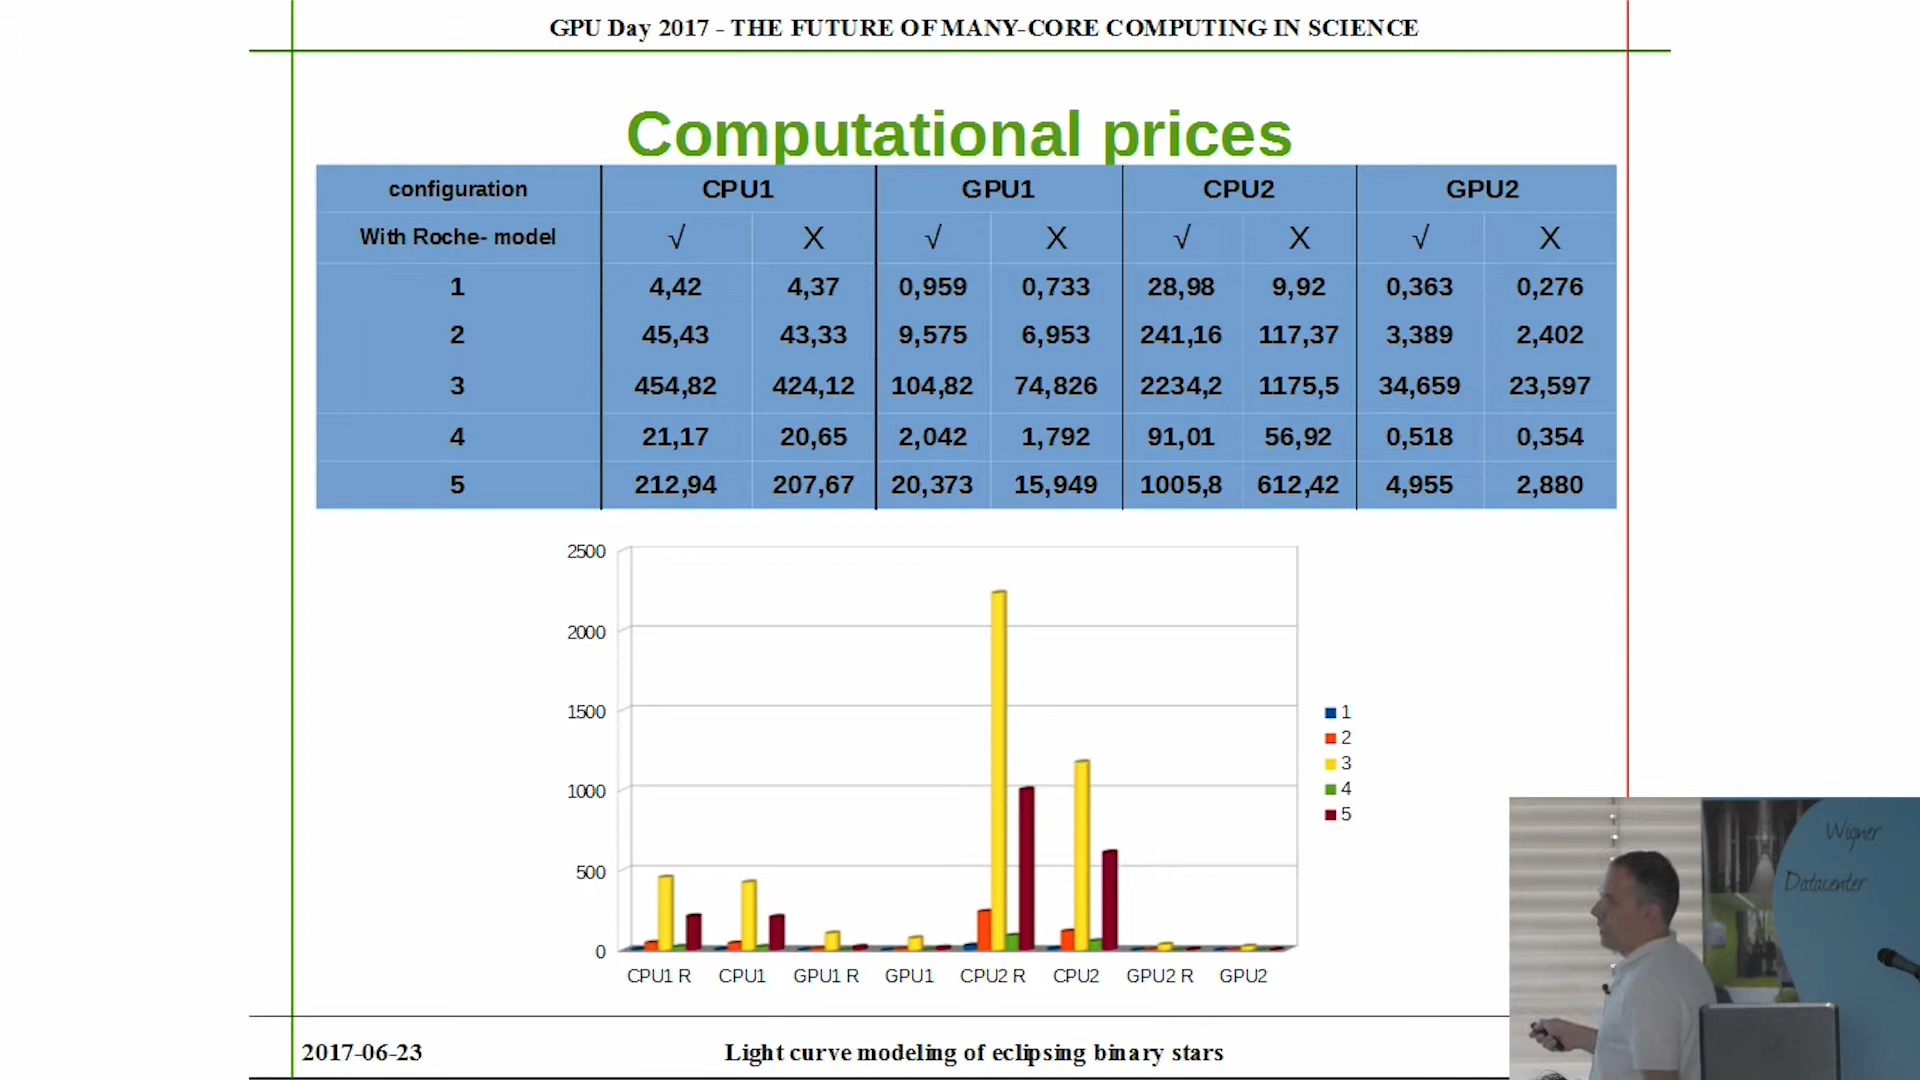 GPU Day 2017 - THE FUTURE OF MANY-CORE COMPUTING IN SCIENCE
Computational prices
configuration CPU1 GPU1 CPU2 GPU2
With Roche- model √ X √ X √ X √ X
1 4,42 4,37 0,959 0,733 28,98 9,92 0,363 0,276
2 45,43 43,33 9,575 6,953 241,16 117,37 3,389 2,402
3 454,82 424,12 104,82 74,826 2234,2 1175,5 34,659 23,597
4 21,17 20,65 2,042 1,792 91,01 56,92 0,518 0,354
5 212,94 207,67 20,373 15,949 1005,8 612,42 4,955 2,880
2500
2000
1500
1000
500
0
CPU1 R CPU1 GPU1 R GPU1 CPU2 R CPU2 GPU2 R GPU2
1
2
3
4
5
Wigner
Datacenter
2017-06-23 Light curve modeling of eclipsing binary stars